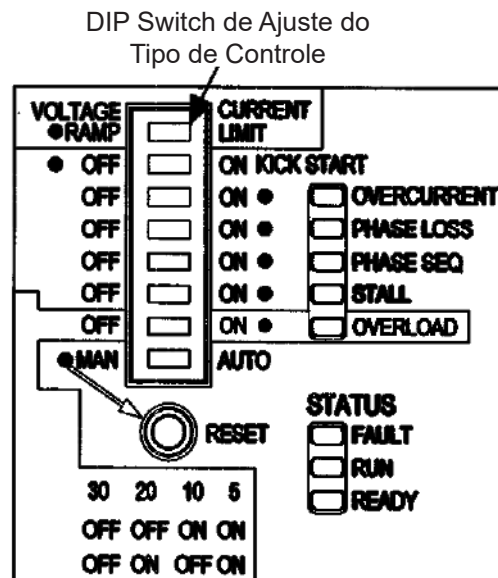 DIP Switch de Ajuste do
Tipo de Controle
VOLTAGE RAMP CURRENT LIMIT
OFF ON KICK START
OFF ON OVERCURRENT
OFF ON PHASE LOSS
OFF ON PHASE SEQ
OFF ON STALL
OFF ON OVERLOAD
MAN AUTO
RESET
STATUS
FAULT
RUN
READY
30 20 10 5
OFF OFF ON ON
OFF ON OFF ON